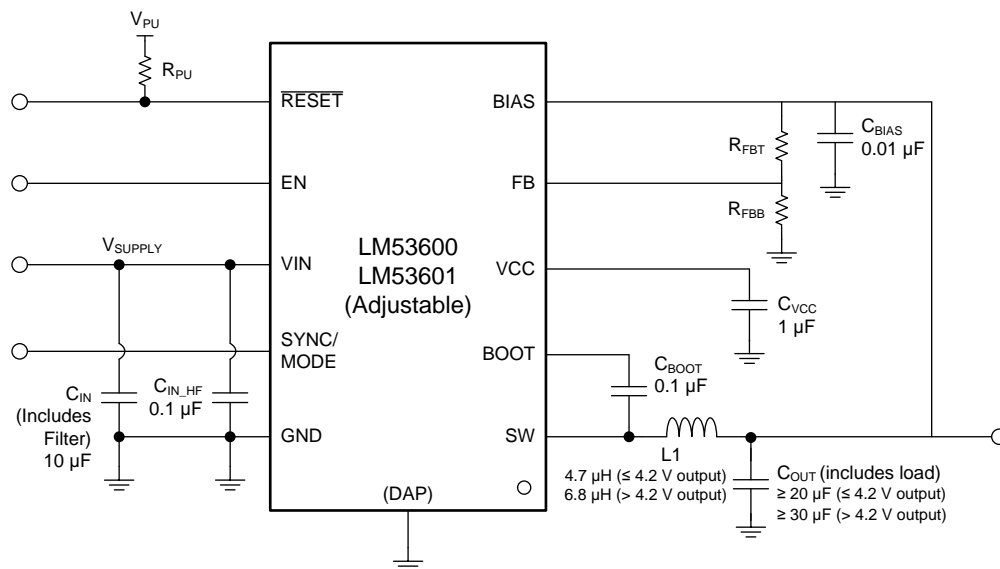 V_PU
R_PU
RESET
BIAS
C_BIAS
0.01 µF
R_FBT
EN
FB
R_FBB
V_SUPPLY
LM53600
LM53601
(Adjustable)
VIN
VCC
C_VCC
1 µF
SYNC/
MODE
BOOT
C_BOOT
0.1 µF
C_IN
(Includes
Filter)
10 µF
C_IN_HF
0.1 µF
GND
SW
L1
4.7 µH (≤ 4.2 V output)
6.8 µH (> 4.2 V output)
C_OUT (includes load)
≥ 20 µF (≤ 4.2 V output)
≥ 30 µF (> 4.2 V output)
(DAP)